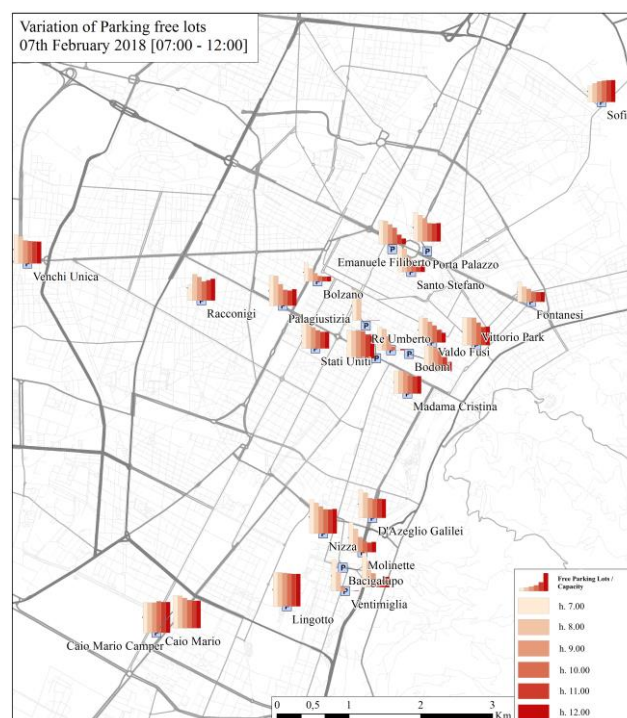 Variation of Parking free lots
07th February 2018 [07:00 - 12:00]
Sofi
Emanuele Filiberto
Porta Palazzo
Venchi Unica
Santo Stefano
Bolzano
Racconigi
Palagiustizia
Fontanesi
Re Umberto
Vittorio Park
Valdo Fusi
Stati Uniti
Bodoni
Madama Cristina
D'Azeglio Galilei
Nizza
Molinette
Bacigalupo
Ventimiglia
Lingotto
Caio Mario
Caio Mario Camper
Free Parking Lots /
Capacity
h. 7.00
h. 8.00
h. 9.00
h. 10.00
h. 11.00
h. 12.00
0 0,5 1 2 3
Km